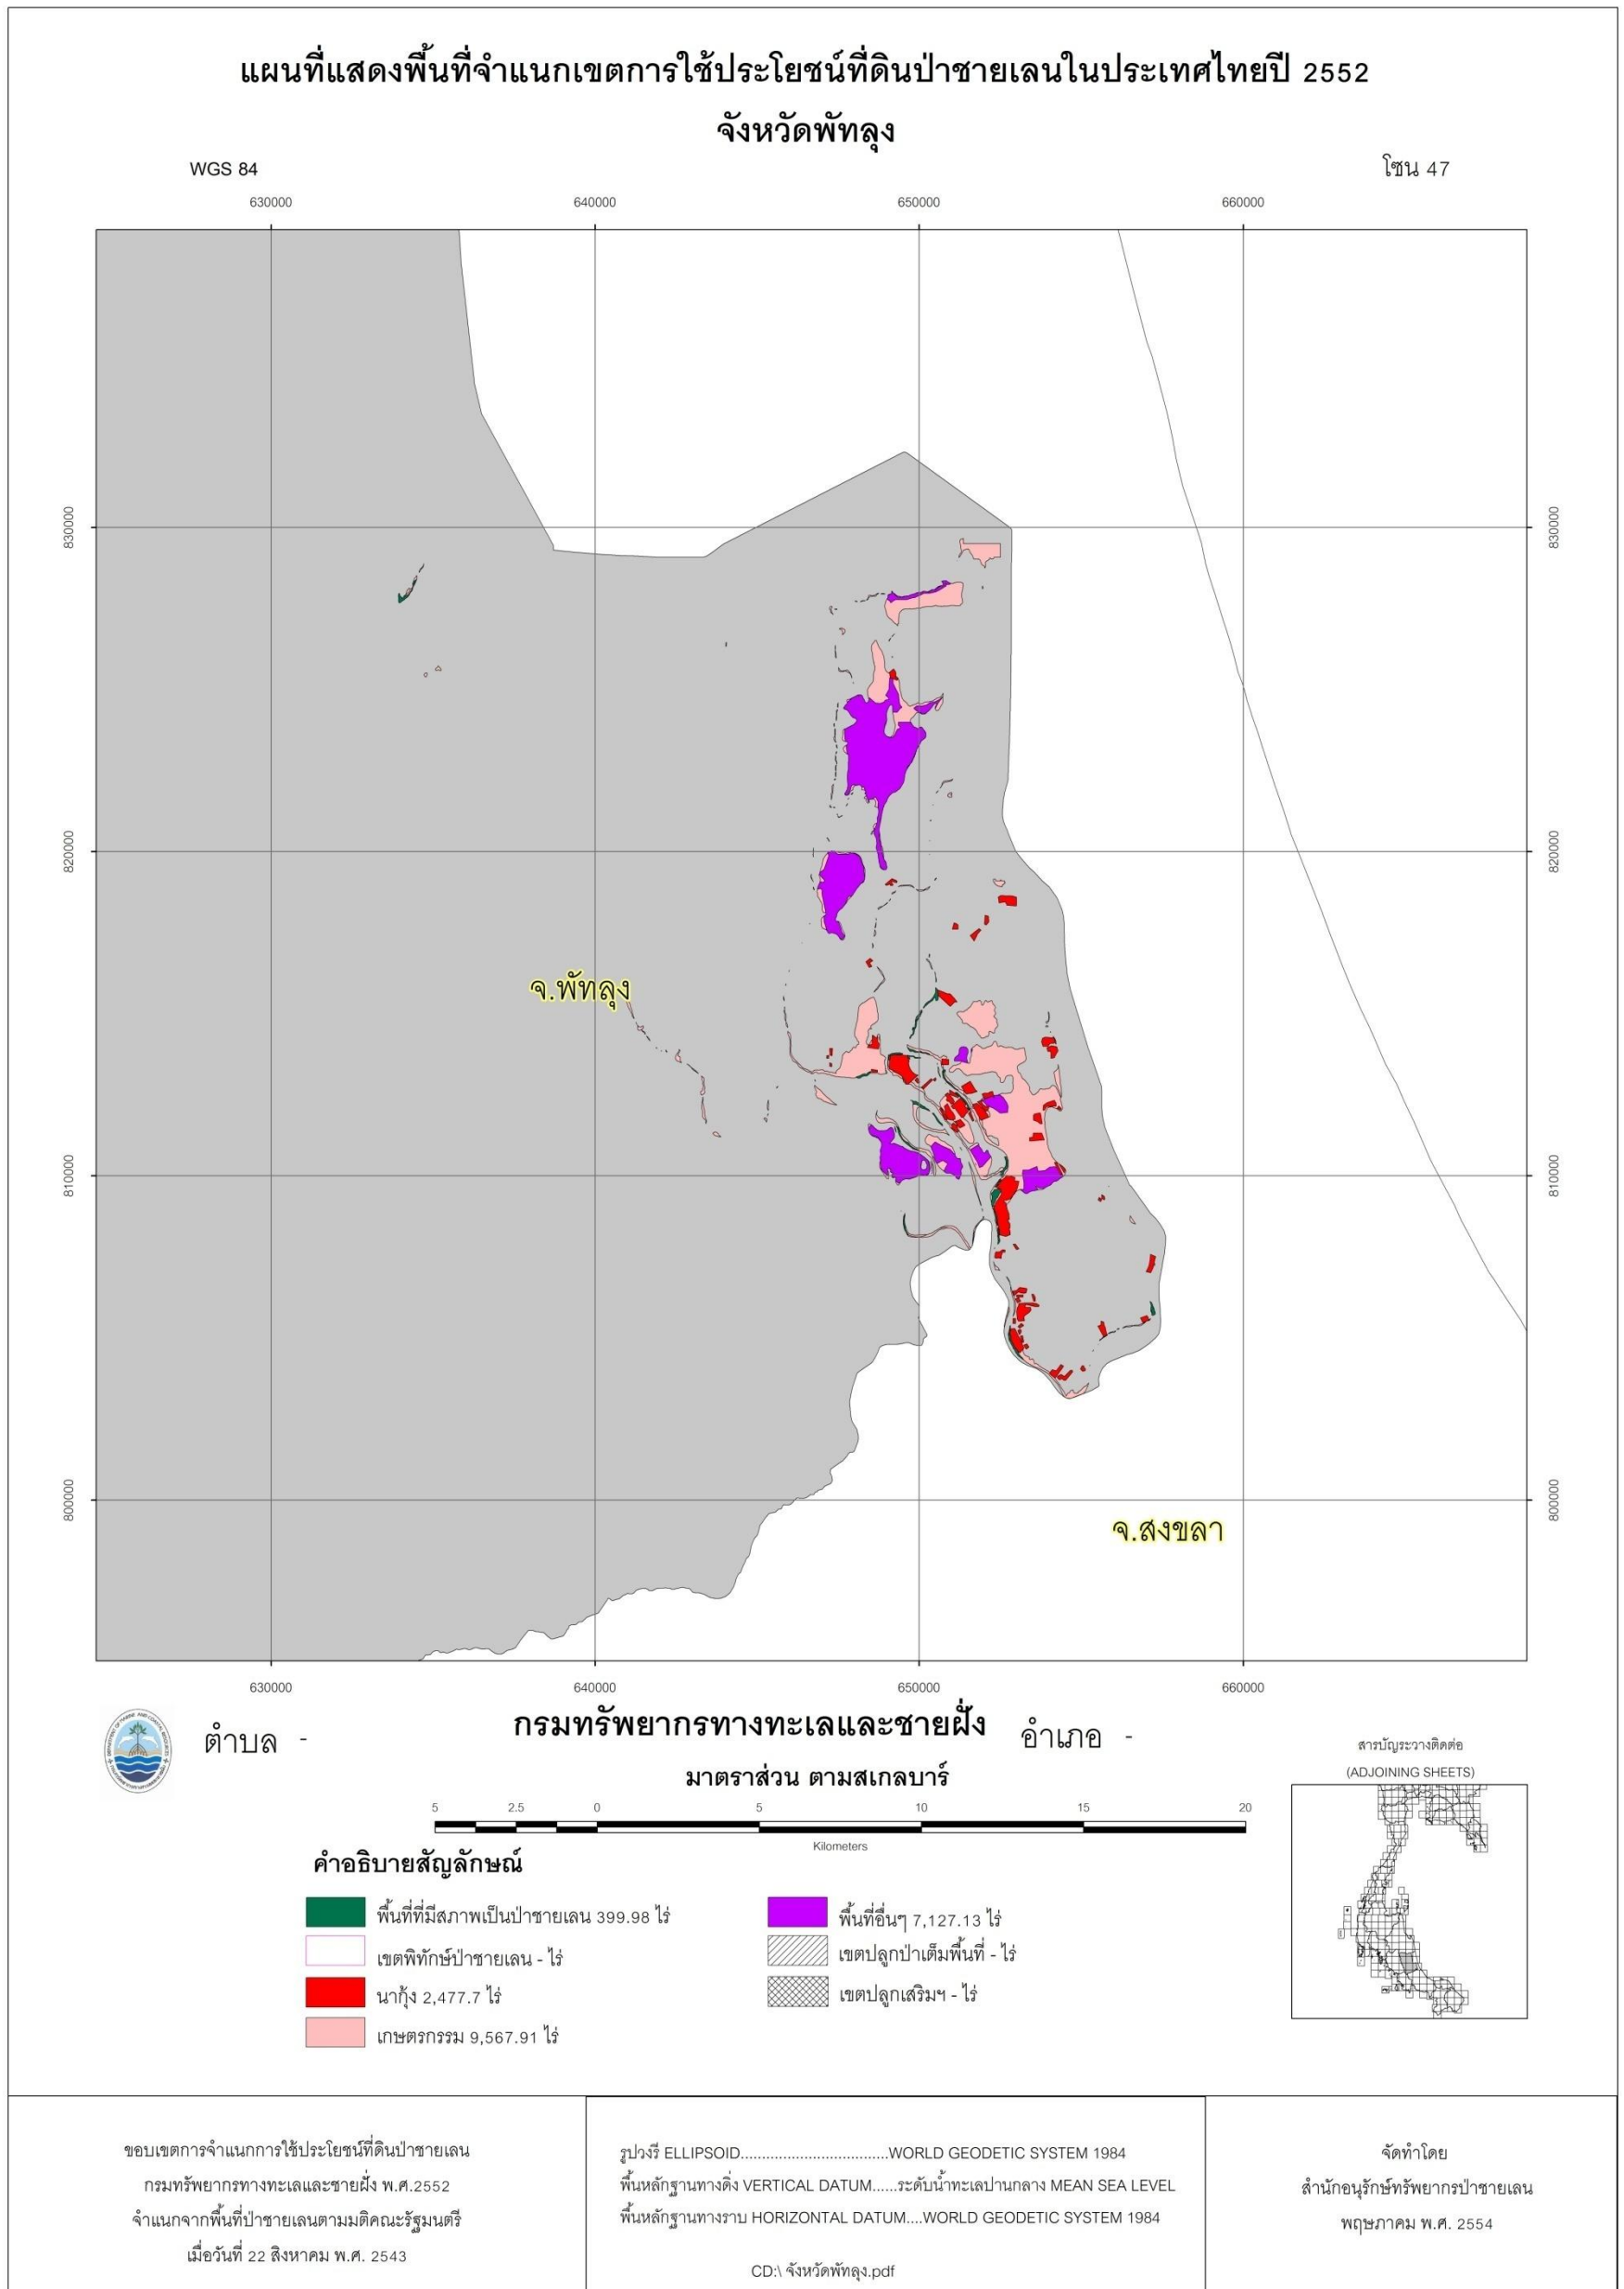 แผนที่แสดงพื้นที่จำแนกเขตการใช้ประโยชน์ที่ดินป่าชายเลนในประเทศไทยปี 2552
จังหวัดพัทลุง
WGS 84
โซน 47
630000
640000
650000
660000
830000
830000
820000
820000
จ.พัทลุง
810000
810000
800000
800000
จ.สงขลา
630000
640000
650000
660000
ตำบล -
กรมทรัพยากรทางทะเลและชายฝั่ง
อำเภอ -
มาตราส่วน ตามสเกลบาร์
5 2.5 0 5 10 15 20
Kilometers
สารบัญระวางติดต่อ
(ADJOINING SHEETS)
คำอธิบายสัญลักษณ์
พื้นที่ที่มีสภาพเป็นป่าชายเลน 399.98 ไร่
เขตพิทักษ์ป่าชายเลน - ไร่
นากุ้ง 2,477.7 ไร่
เกษตรกรรม 9,567.91 ไร่
พื้นที่อื่นๆ 7,127.13 ไร่
เขตปลูกป่าเต็มพื้นที่ - ไร่
เขตปลูกเสริมฯ - ไร่
ขอบเขตการจำแนกการใช้ประโยชน์ที่ดินป่าชายเลน
กรมทรัพยากรทางทะเลและชายฝั่ง พ.ศ.2552
จำแนกจากพื้นที่ป่าชายเลนตามมติคณะรัฐมนตรี
เมื่อวันที่ 22 สิงหาคม พ.ศ. 2543
รูปวงรี ELLIPSOID...................................WORLD GEODETIC SYSTEM 1984
พื้นหลักฐานทางดิ่ง VERTICAL DATUM......ระดับน้ำทะเลปานกลาง MEAN SEA LEVEL
พื้นหลักฐานทางราบ HORIZONTAL DATUM....WORLD GEODETIC SYSTEM 1984
CD:\ จังหวัดพัทลุง.pdf
จัดทำโดย
สำนักอนุรักษ์ทรัพยากรป่าชายเลน
พฤษภาคม พ.ศ. 2554